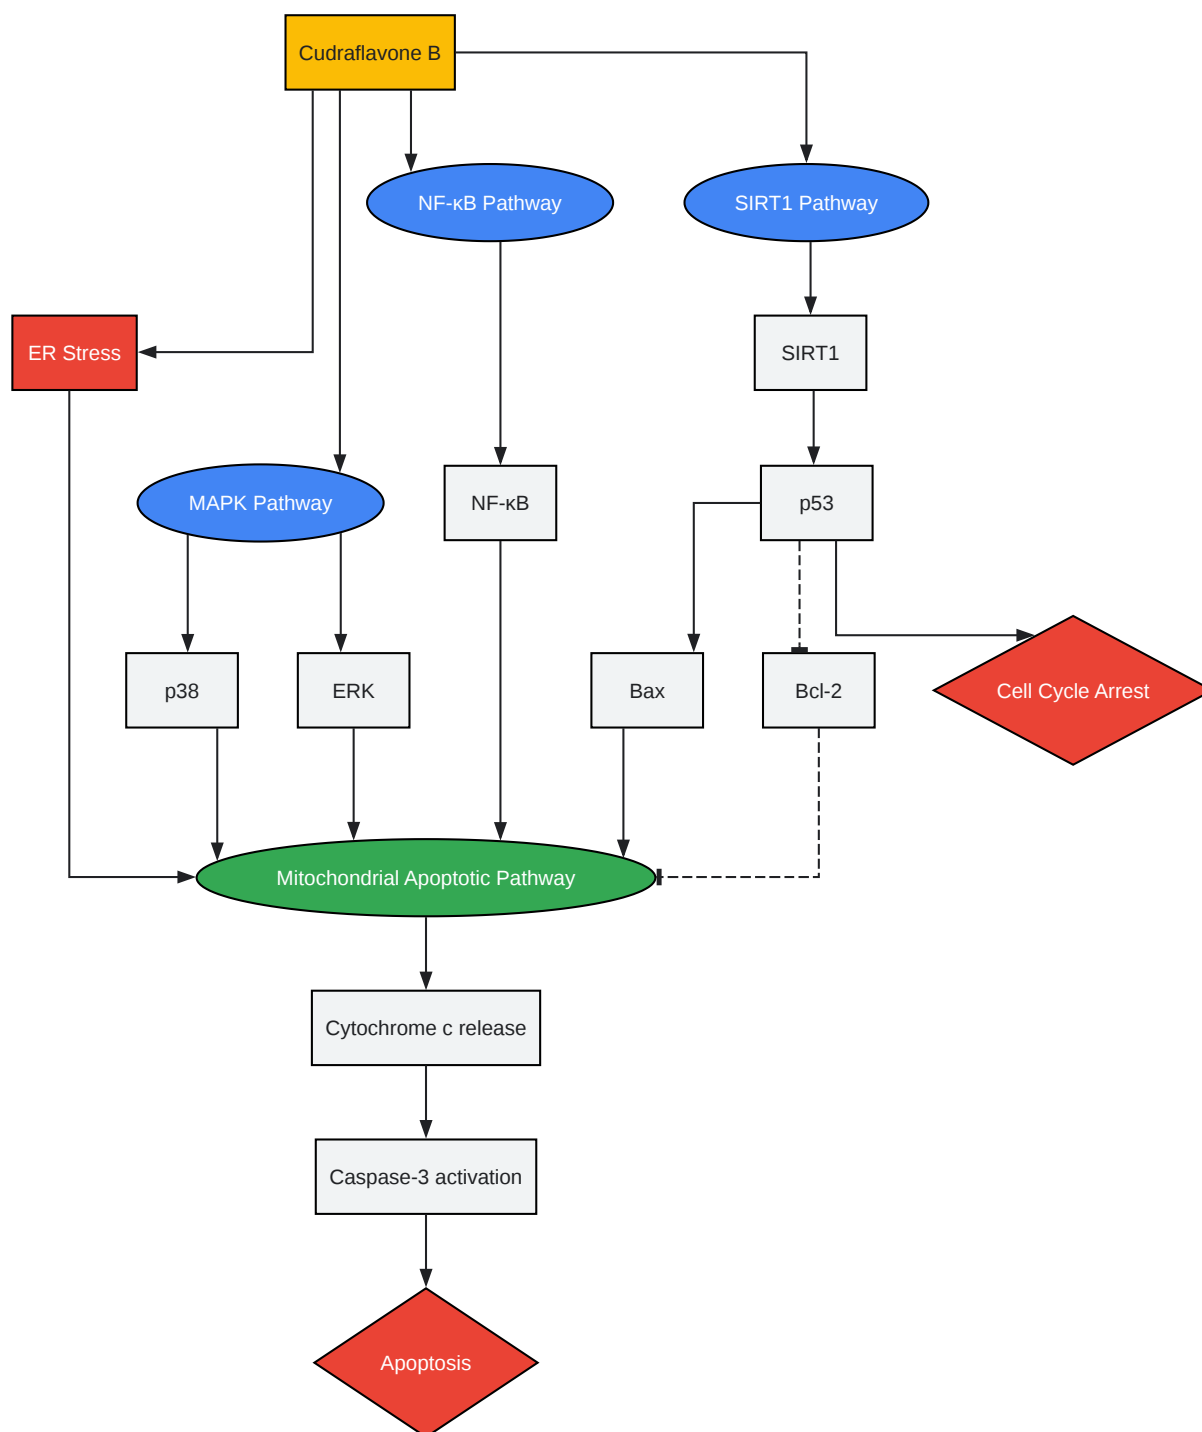 Cudraflavone B
NF-κB Pathway
SIRT1 Pathway
ER Stress
SIRT1
MAPK Pathway
NF-κB
p53
p38
ERK
Bax
Bcl-2
Cell Cycle Arrest
Mitochondrial Apoptotic Pathway
Cytochrome c release
Caspase-3 activation
Apoptosis